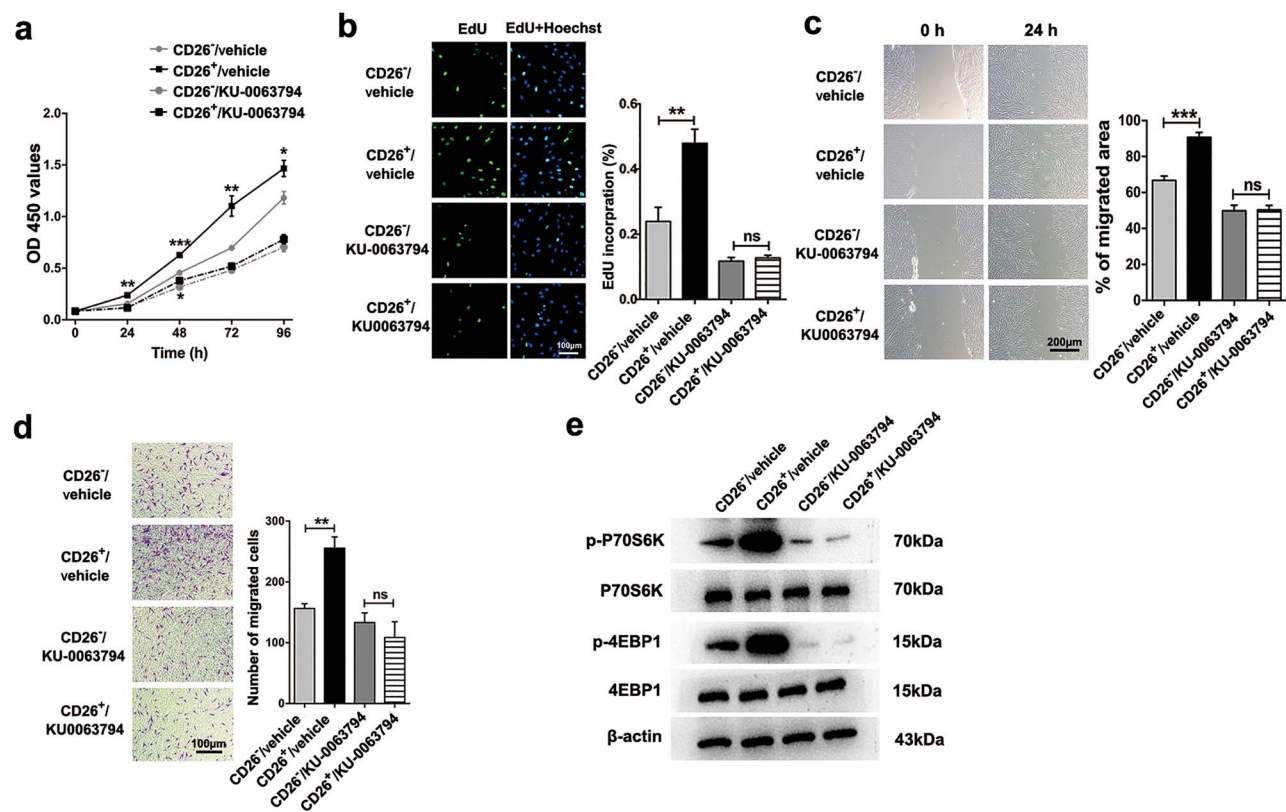 a
CD26-/vehicle
CD26+/vehicle
CD26-/KU-0063794
CD26+/KU-0063794
OD 450 values
2.0
1.5
1.0
0.5
0.0
**
***
*
**
*
0
24
48
72
96
Time (h)
b
EdU
EdU+Hoechst
CD26-/
vehicle
CD26+/
vehicle
CD26-/
KU-0063794
CD26+/
KU0063794
100μm
EdU incorpration (%)
0.6
0.4
0.2
0.0
**
ns
CD26-/vehicle
CD26+/vehicle
CD26-/KU-0063794
CD26+/KU-0063794
c
0 h
24 h
CD26-/
vehicle
CD26+/
vehicle
CD26-/
KU-0063794
CD26+/
KU0063794
200μm
% of migrated area
100
80
60
40
20
0
***
ns
CD26-/vehicle
CD26+/vehicle
CD26-/KU-0063794
CD26+/KU-0063794
d
CD26-/
vehicle
CD26+/
vehicle
CD26-/
KU-0063794
CD26+/
KU0063794
100μm
Number of migrated cells
300
200
100
0
**
ns
CD26-/vehicle
CD26+/vehicle
CD26-/KU-0063794
CD26+/KU-0063794
e
CD26-/vehicle
CD26+/vehicle
CD26-/KU-0063794
CD26+/KU-0063794
p-P70S6K 70kDa
P70S6K 70kDa
p-4EBP1 15kDa
4EBP1 15kDa
β-actin 43kDa